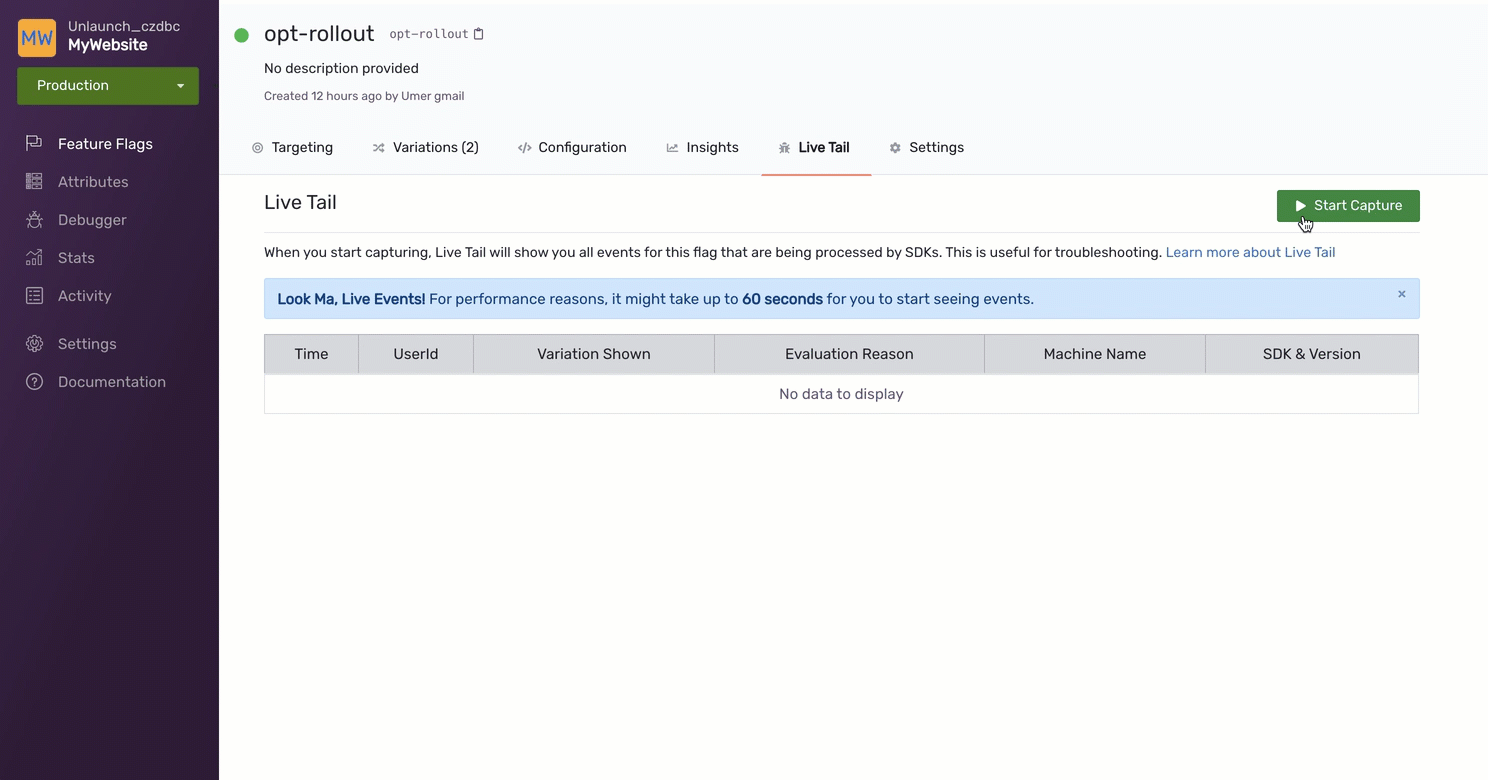 MW
Unlaunch_czdbc
MyWebsite
Production
Feature Flags
Attributes
Debugger
Stats
Activity
Settings
Documentation
opt-rollout opt-rollout
No description provided
Created 12 hours ago by Umer gmail
Targeting Variations (2) Configuration Insights Live Tail Settings
Live Tail
Start Capture
When you start capturing, Live Tail will show you all events for this flag that are being processed by SDKs. This is useful for troubleshooting. Learn more about Live Tail
Look Ma, Live Events! For performance reasons, it might take up to 60 seconds for you to start seeing events. ×
Time UserId Variation Shown Evaluation Reason Machine Name SDK & Version
No data to display